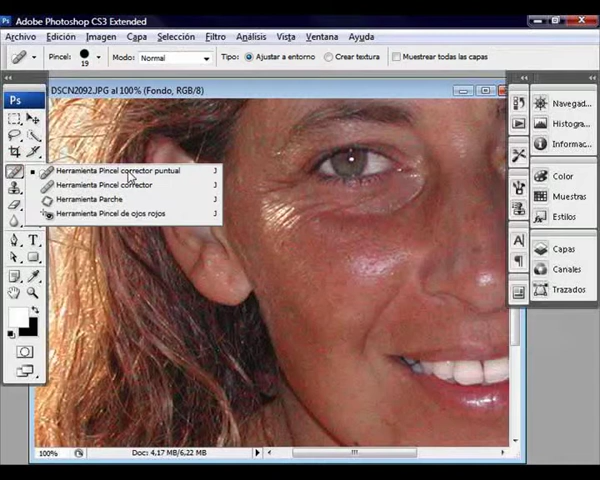 Ps Adobe Photoshop CS3 Extended
Archivo Edición Imagen Capa Selección Filtro Análisis Vista Ventana Ayuda
Pincel: 19 Modo: Normal Tipo: Ajustar a entorno Crear textura Muestrear todas las capas
DSCN2092.JPG al 100% (Fondo, RGB/8)
Ps
Herramienta Pincel corrector puntual J
Herramienta Pincel corrector J
Herramienta Parche J
Herramienta Pincel de ojos rojos J
T
Navegad...
Histogra...
Informac...
Color
Muestras
Estilos
A
Capas
Canales
Trazados
100% Doc: 4,17 MB/6,22 MB